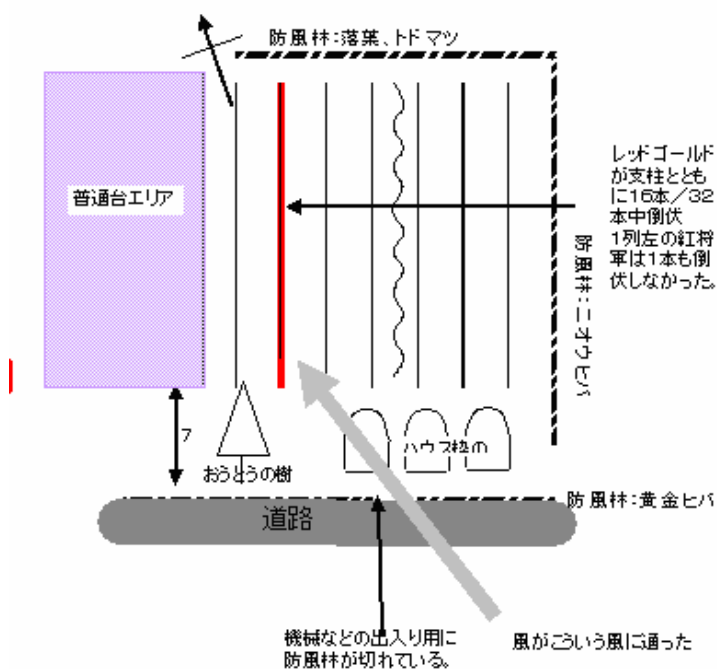 防風林：落葉、トドマツ
普通台エリア
レッドゴールド
が支柱ととも
に16本／32
本中倒伏
1列左の紅将
軍は1本も倒
伏しなかった。
防風林：ニオウヒバ
7
ハウス枠の
おうとうの樹
防風林：黄金ヒバ
道路
機械などの出入り用に
防風林が切れている。
風がこういう風に通った